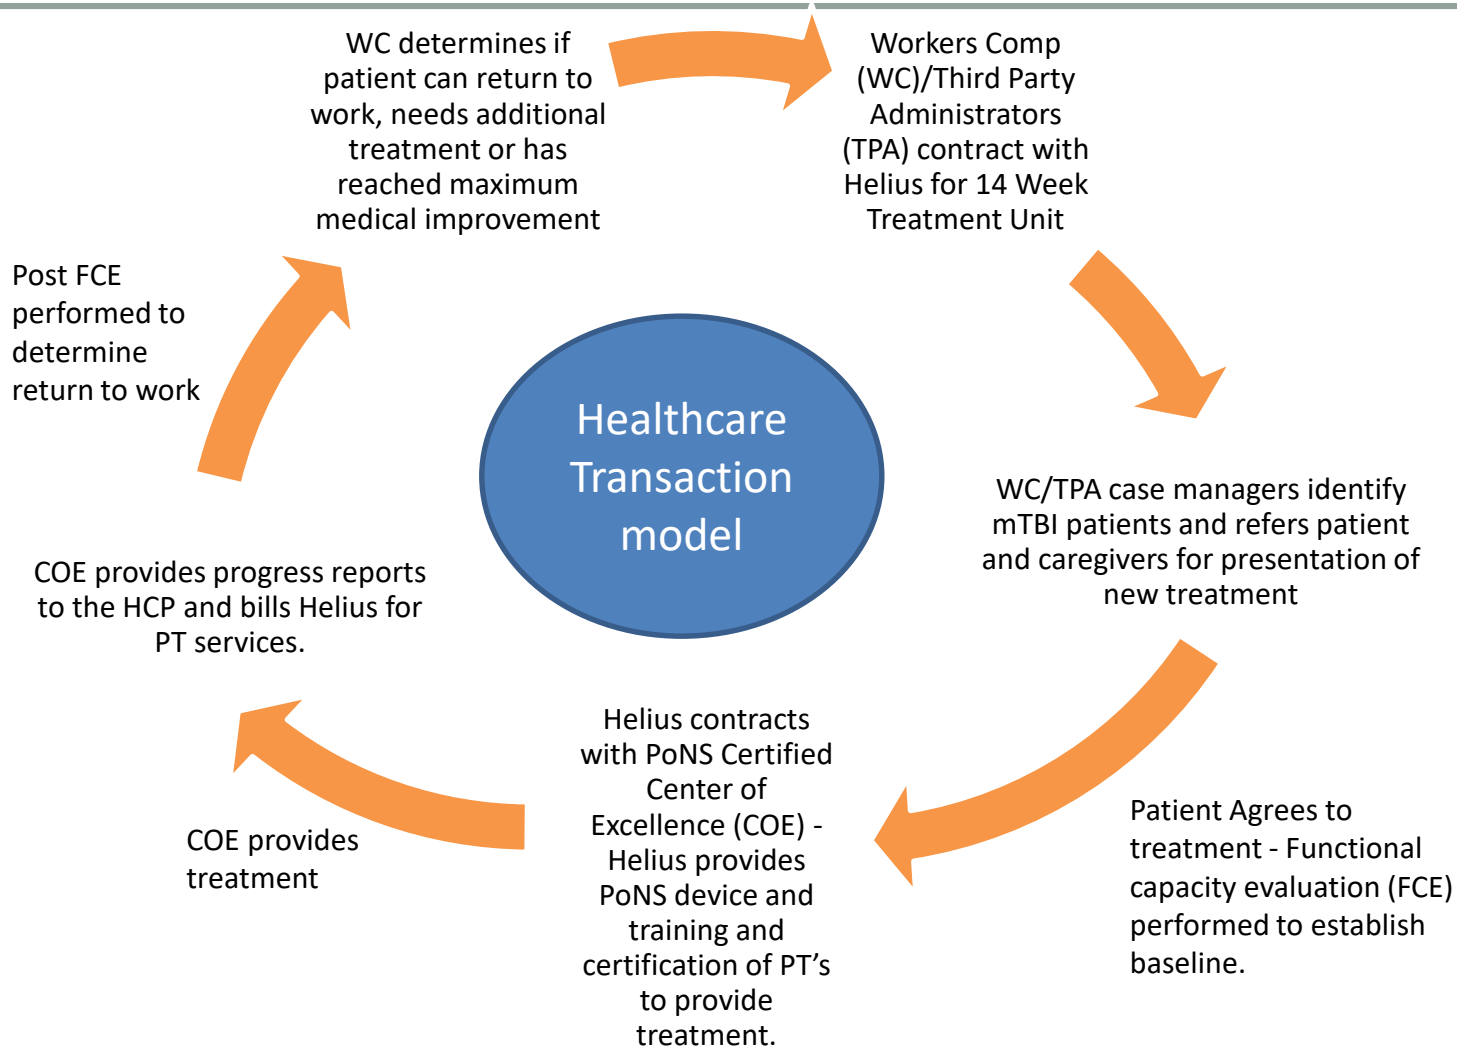 WC determines if
patient can return to
work, needs additional
treatment or has
reached maximum
medical improvement
Workers Comp
(WC)/Third Party
Administrators
(TPA) contract with
Helius for 14 Week
Treatment Unit
WC/TPA case managers identify
mTBI patients and refers patient
and caregivers for presentation of
new treatment
Patient Agrees to
treatment - Functional
capacity evaluation (FCE)
performed to establish
baseline.
Helius contracts
with PoNS Certified
Center of
Excellence (COE) -
Helius provides
PoNS device and
training and
certification of PT’s
to provide
treatment.
COE provides
treatment
COE provides progress reports
to the HCP and bills Helius for
PT services.
Post FCE
performed to
determine
return to work
Healthcare
Transaction
model